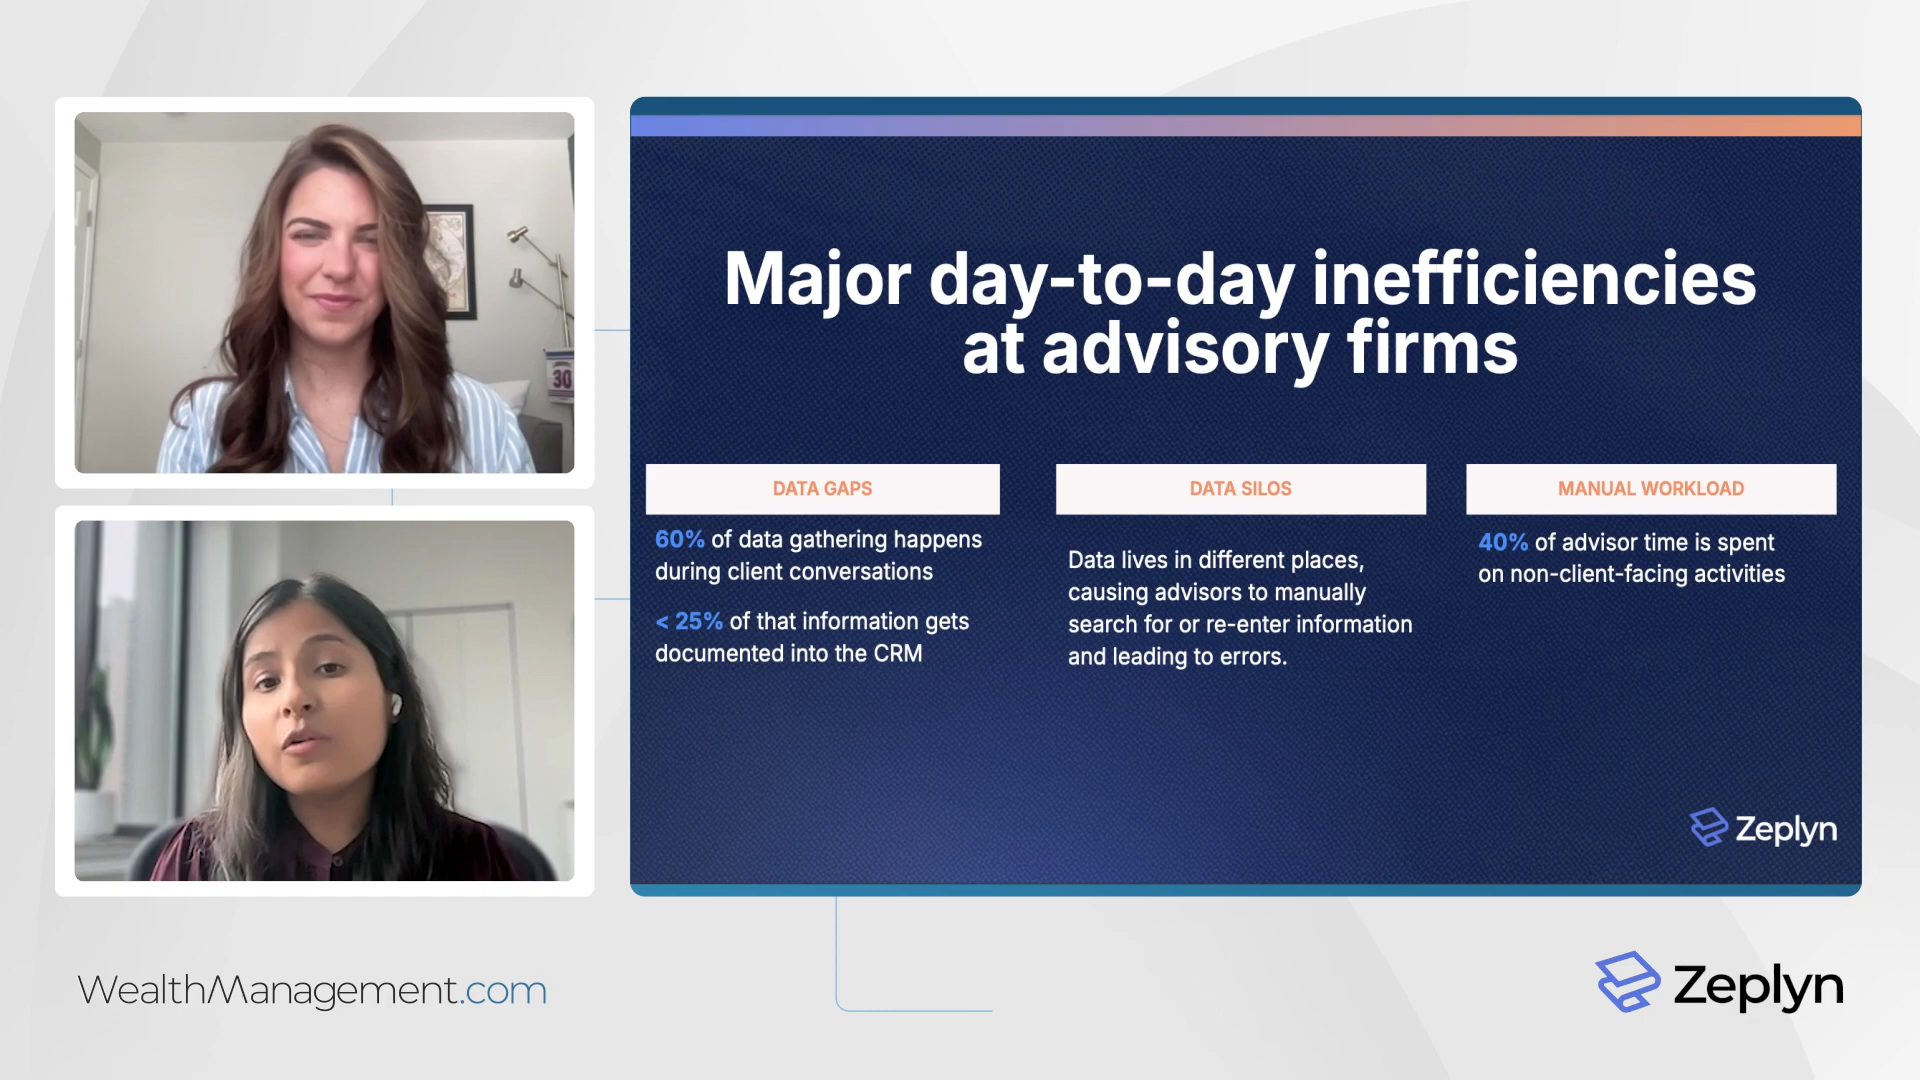 30
Major day-to-day inefficiencies
at advisory firms
DATA GAPS
60% of data gathering happens
during client conversations
< 25% of that information gets
documented into the CRM
DATA SILOS
Data lives in different places,
causing advisors to manually
search for or re-enter information
and leading to errors.
MANUAL WORKLOAD
40% of advisor time is spent
on non-client-facing activities
Zeplyn
WealthManagement.com
Zeplyn